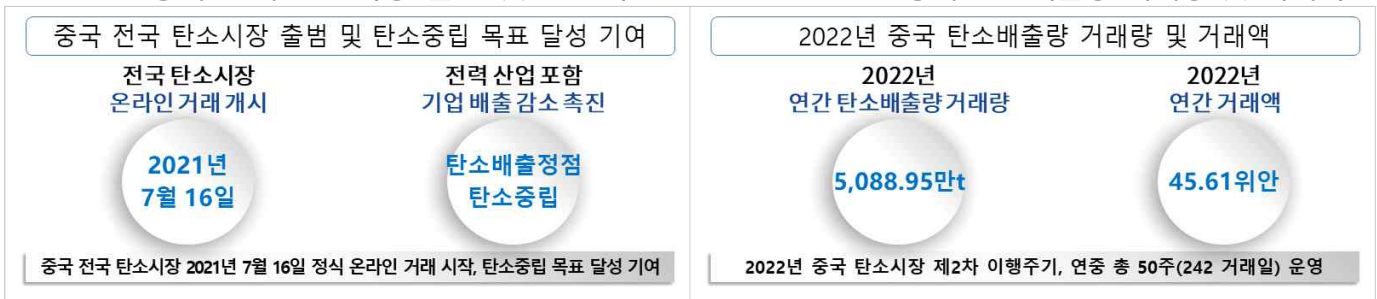 중국 전국 탄소시장 출범 및 탄소중립 목표 달성 기여
전국 탄소시장
온라인 거래 개시
전력 산업 포함
기업 배출 감소 촉진
2021년
7월 16일
탄소배출정점
탄소중립
중국 전국 탄소시장 2021년 7월 16일 정식 온라인 거래 시작, 탄소중립 목표 달성 기여
2022년 중국 탄소배출량 거래량 및 거래액
2022년
연간 탄소배출량 거래량
2022년
연간 거래액
5,088.95만t
45.61위안
2022년 중국 탄소시장 제2차 이행주기, 연중 총 50주(242 거래일) 운영